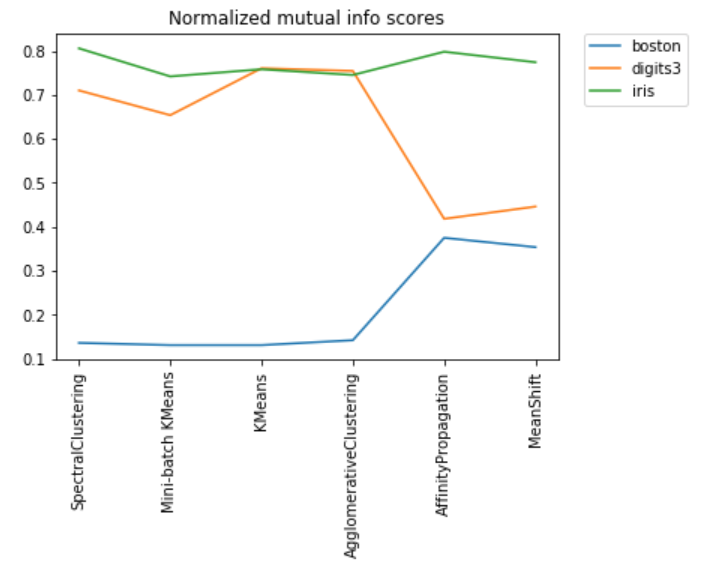 Normalized mutual info scores
boston
digits3
iris
0.8
0.7
0.6
0.5
0.4
0.3
0.2
0.1
SpectralClustering
Mini-batch KMeans
KMeans
AgglomerativeClustering
AffinityPropagation
MeanShift